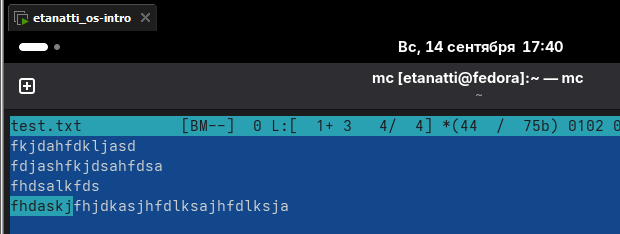 etanatti_os-intro
Вс, 14 сентября 17:40
mc [etanatti@fedora]:~ — mc
~
test.txt [BM--] 0 L:[ 1+ 3 4/ 4] *(44 / 75b) 0102 0
fkjdahfdkljasd
fdjashfkjdsahfdsa
fhdsalkfds
fhdaskjfhjdkasjhfdlksajhfdlksja